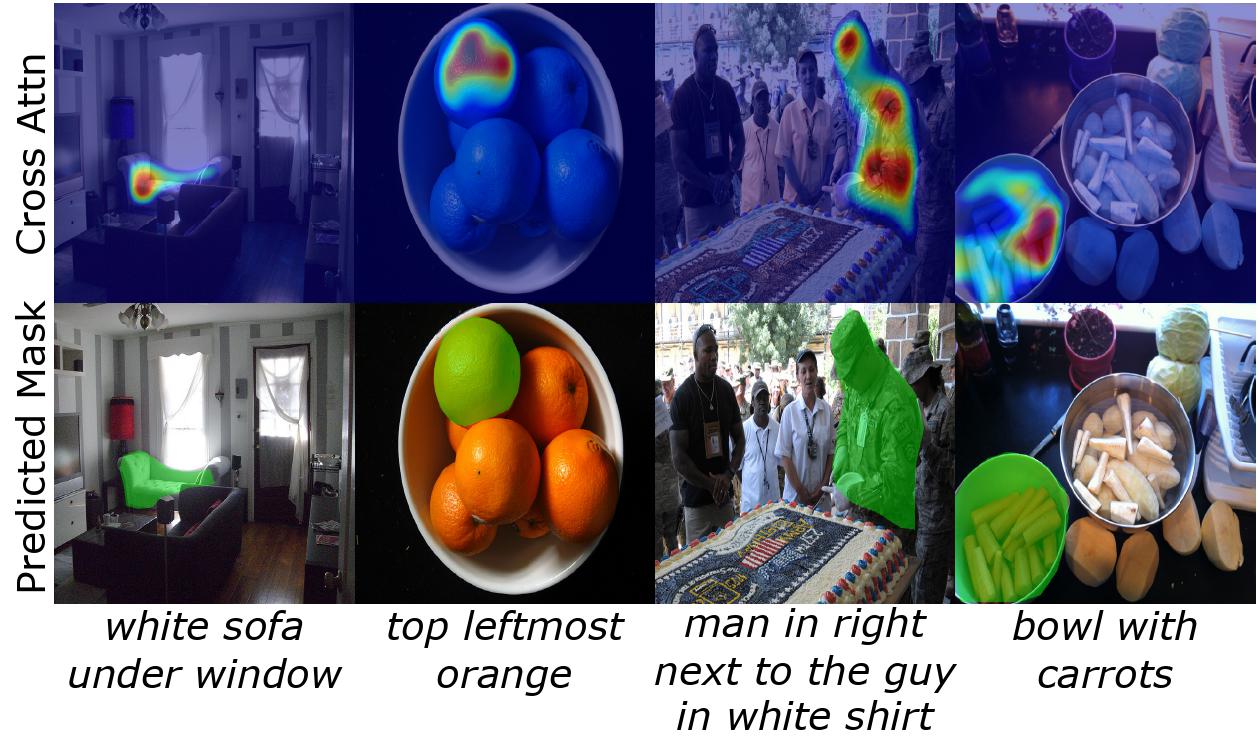 Cross Attn
Predicted Mask
white sofa
under window
top leftmost
orange
man in right
next to the guy
in white shirt
bowl with
carrots